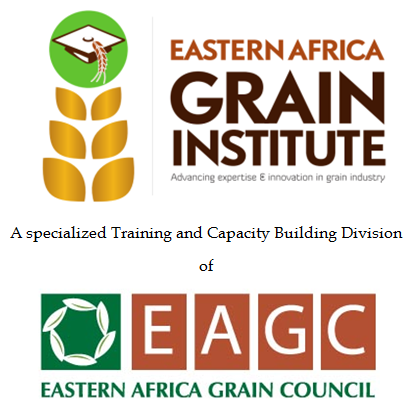 EASTERN AFRICA
GRAIN
INSTITUTE
Advancing expertise & innovation in grain industry
A specialized Training and Capacity Building Division
of
EAGC
EASTERN AFRICA GRAIN COUNCIL